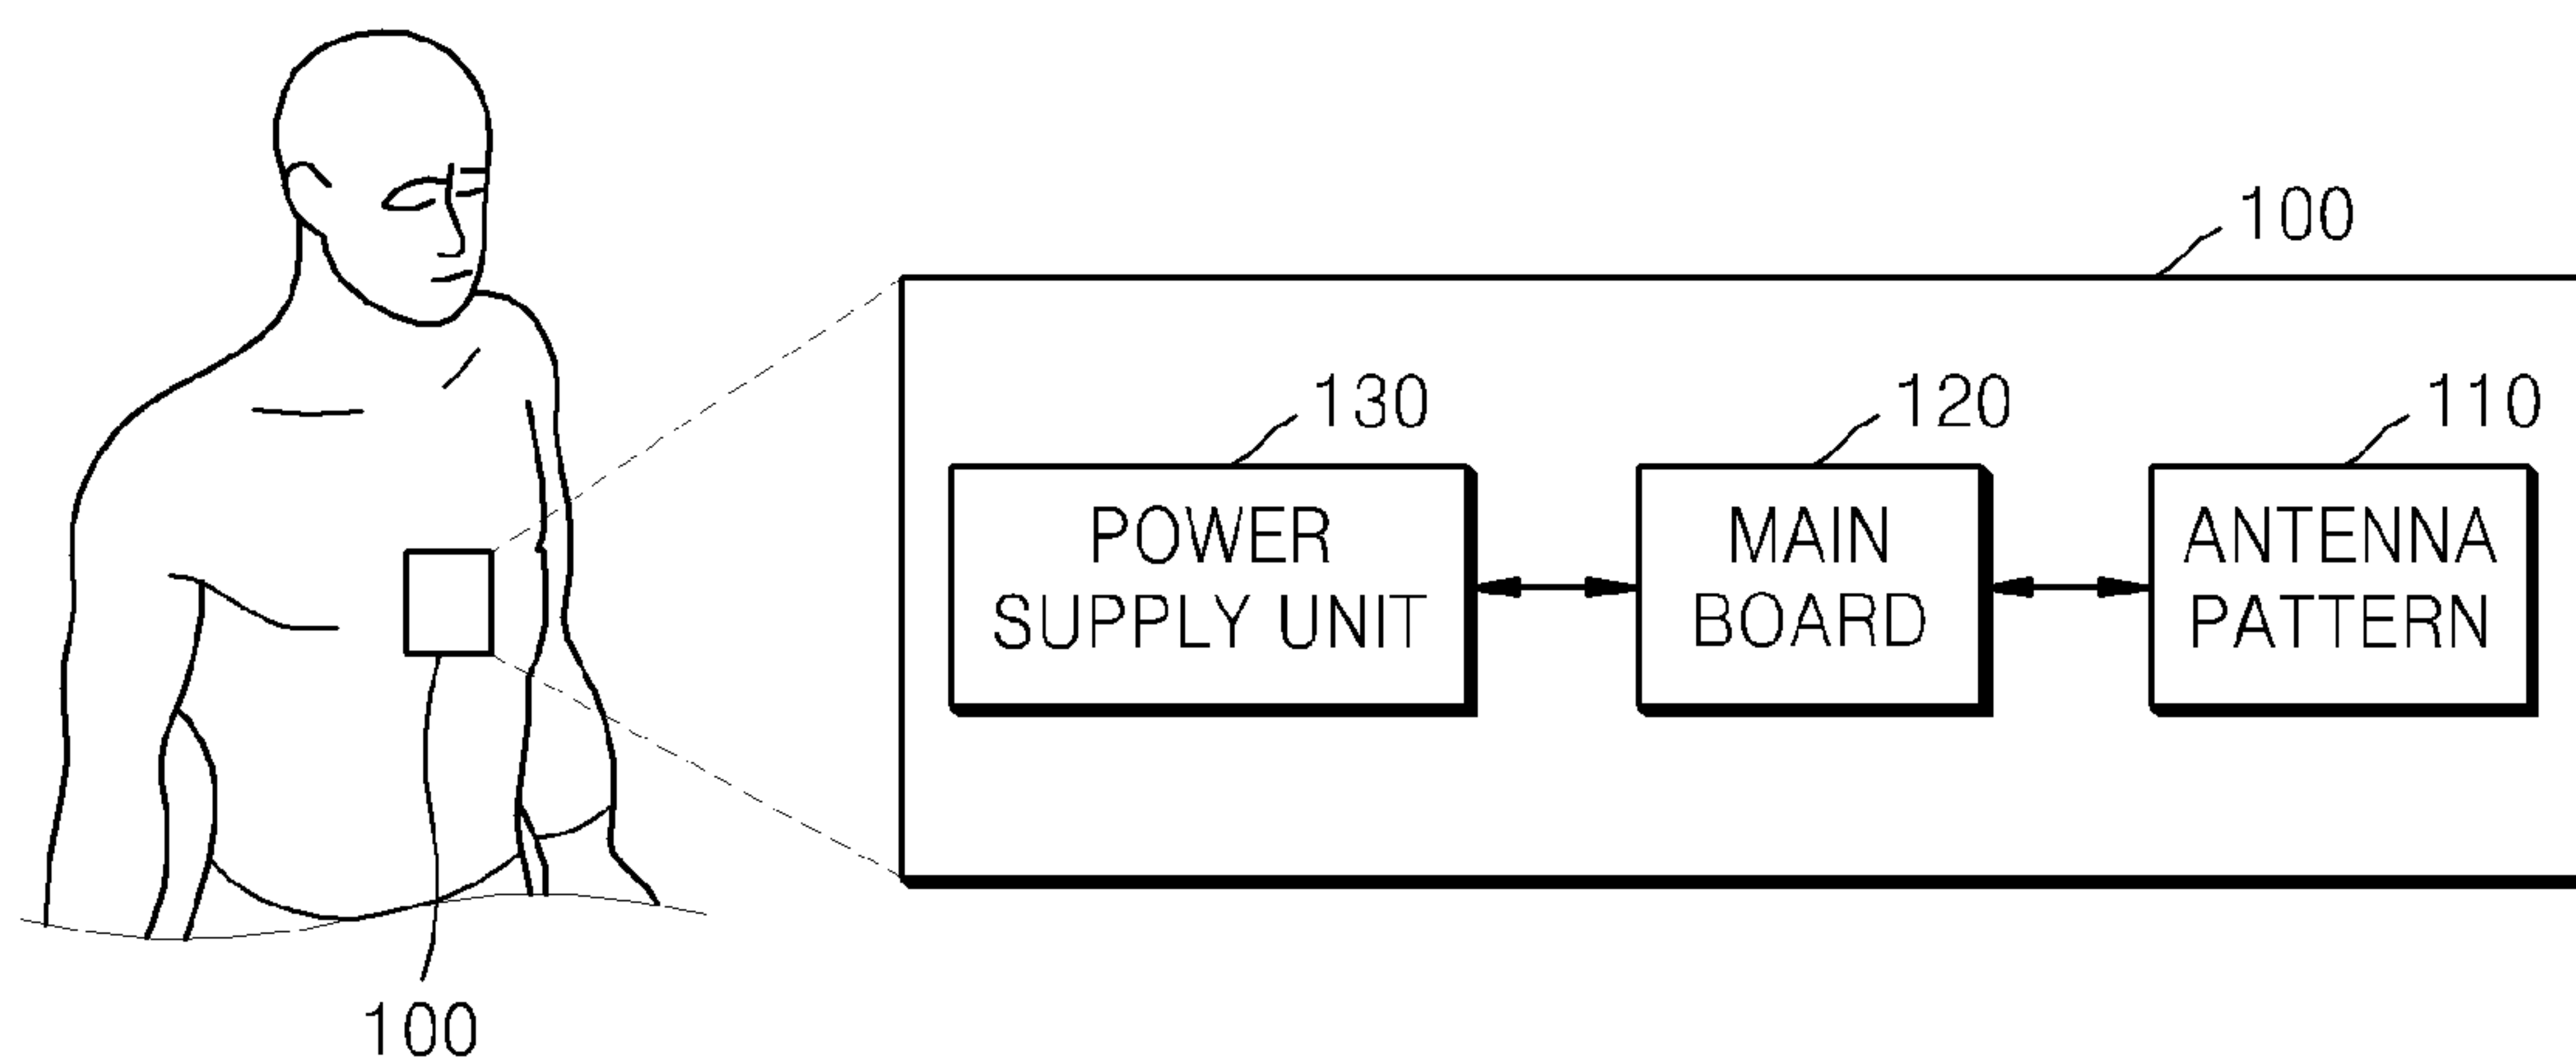 100
130
120
110
POWER
SUPPLY UNIT
MAIN
BOARD
ANTENNA
PATTERN
100